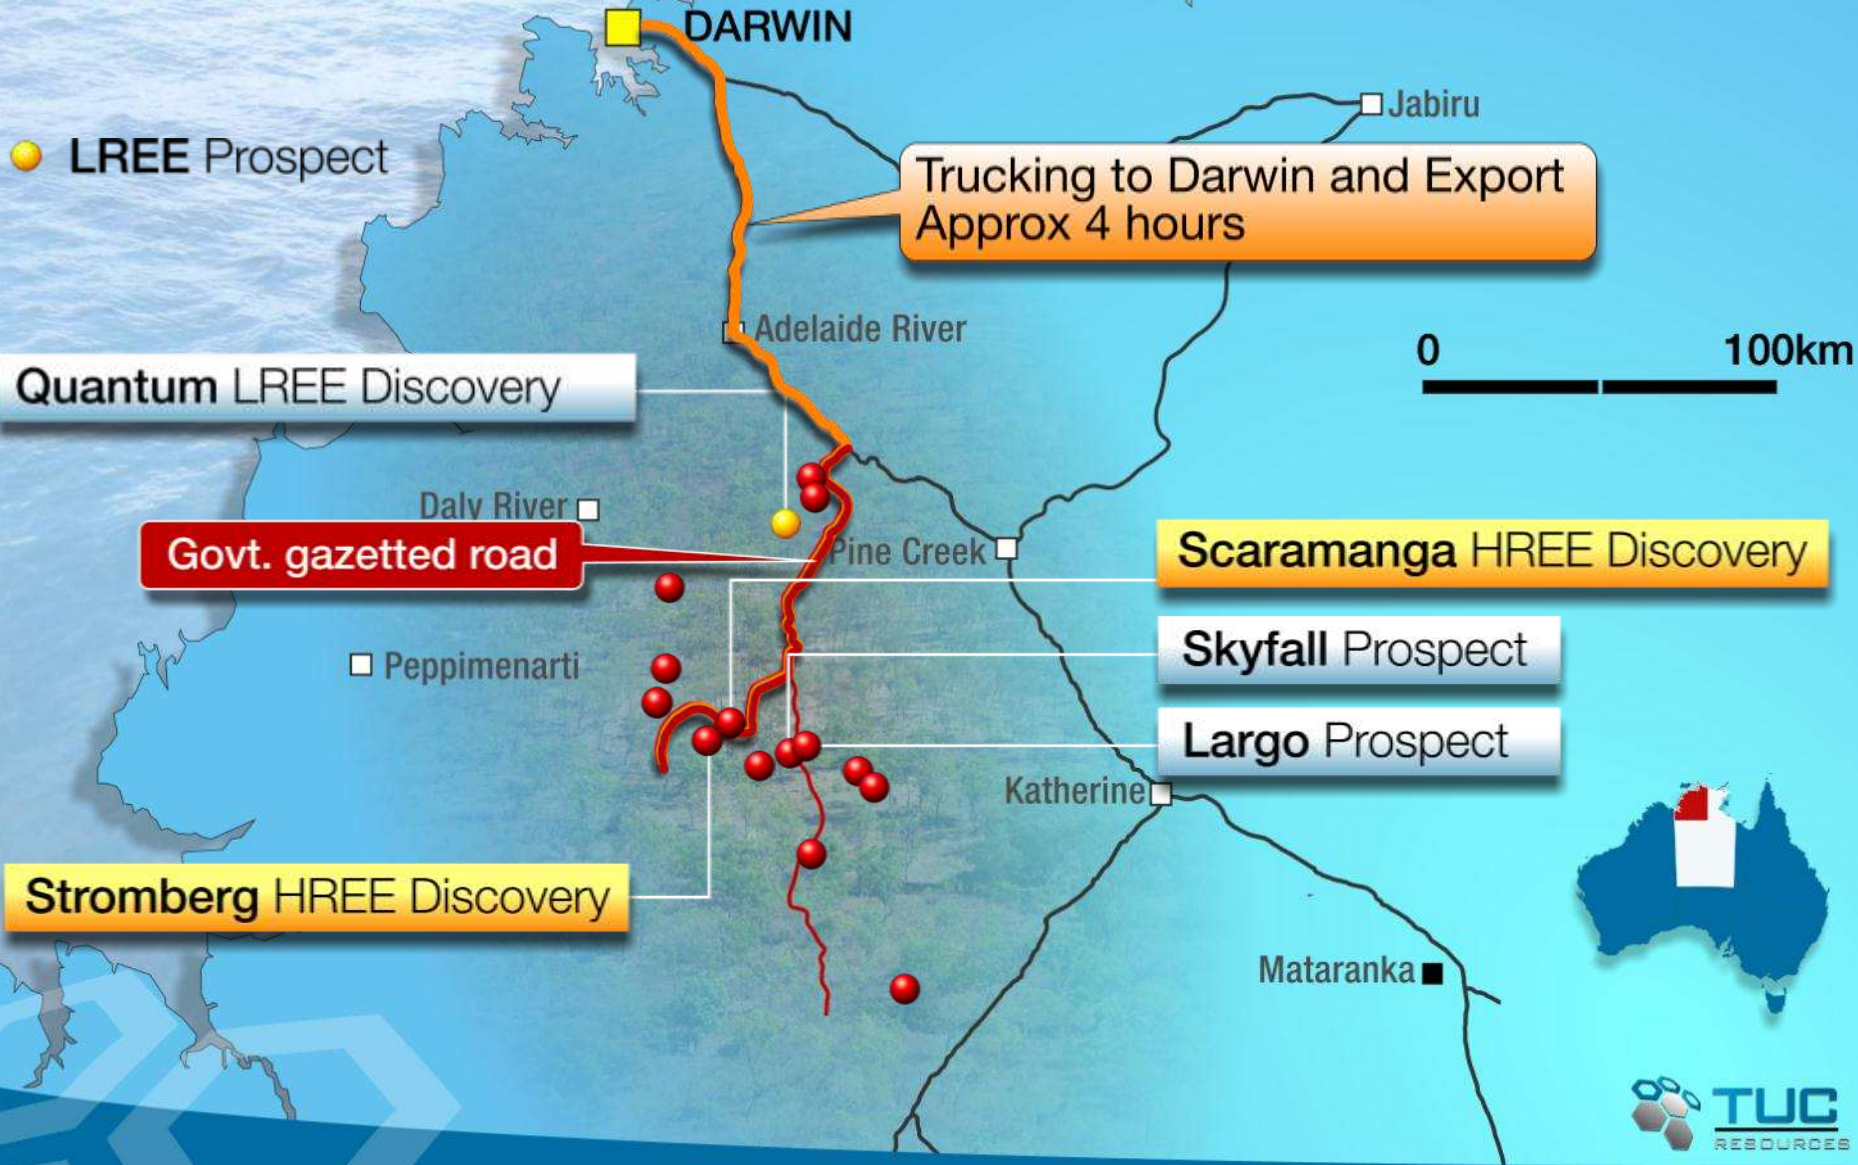 DARWIN
Jabiru
LREE Prospect
Trucking to Darwin and Export
Approx 4 hours
Adelaide River
0 100km
Quantum LREE Discovery
Daly River
Govt. gazetted road
Pine Creek
Scaramanga HREE Discovery
Skyfall Prospect
Peppimenarti
Largo Prospect
Katherine
Stromberg HREE Discovery
Mataranka
TUC
RESOURCES